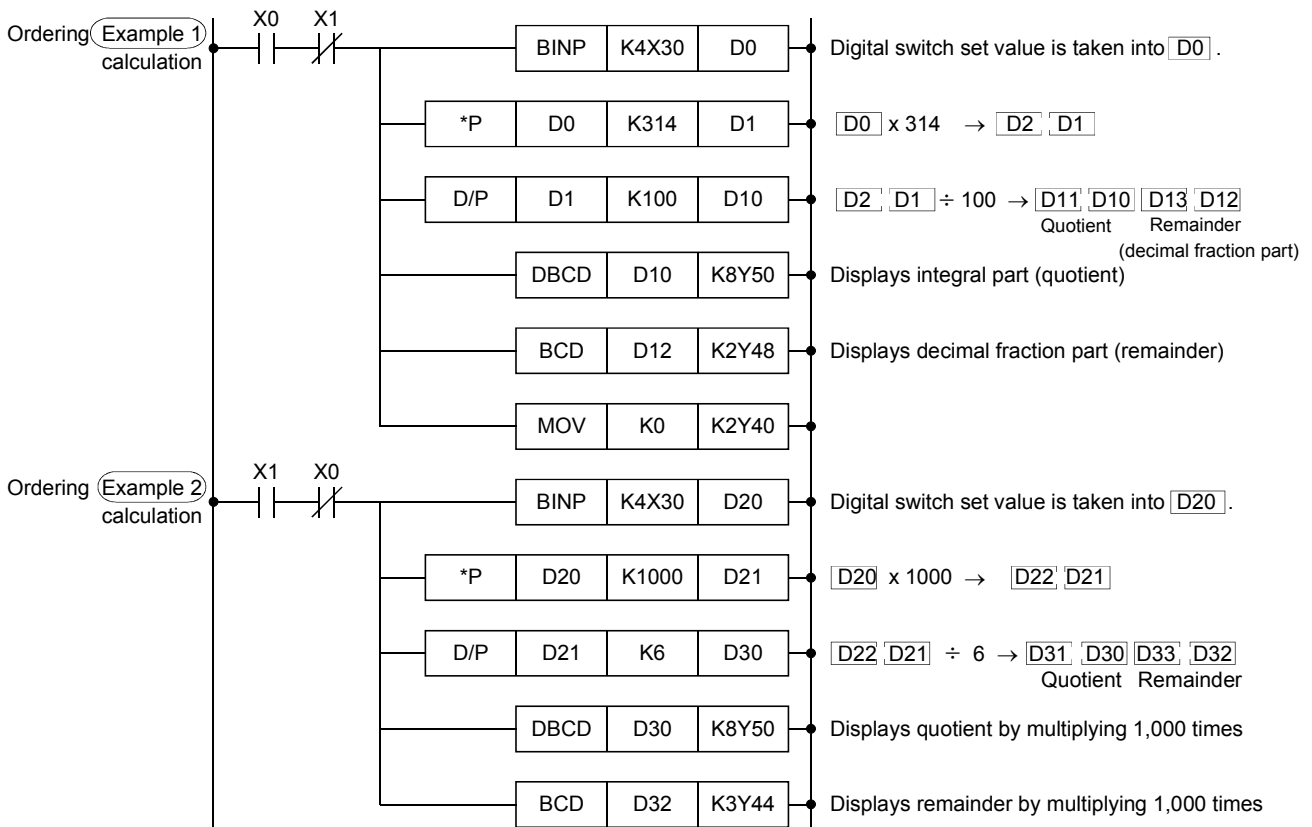 X0 X1
Ordering Example 1 BINP K4X30 D0 Digital switch set value is taken into D0 .
calculation
*P D0 K314 D1 D0 x 314 → D2 D1
D/P D1 K100 D10 D2 D1 ÷ 100 → D11 D10 D13 D12
Quotient Remainder
(decimal fraction part)
DBCD D10 K8Y50 Displays integral part (quotient)
BCD D12 K2Y48 Displays decimal fraction part (remainder)
MOV K0 K2Y40
X1 X0
Ordering Example 2 BINP K4X30 D20 Digital switch set value is taken into D20 .
calculation
*P D20 K1000 D21 D20 x 1000 → D22 D21
D/P D21 K6 D30 D22 D21 ÷ 6 → D31 D30 D33 D32
Quotient Remainder
DBCD D30 K8Y50 Displays quotient by multiplying 1,000 times
BCD D32 K3Y44 Displays remainder by multiplying 1,000 times